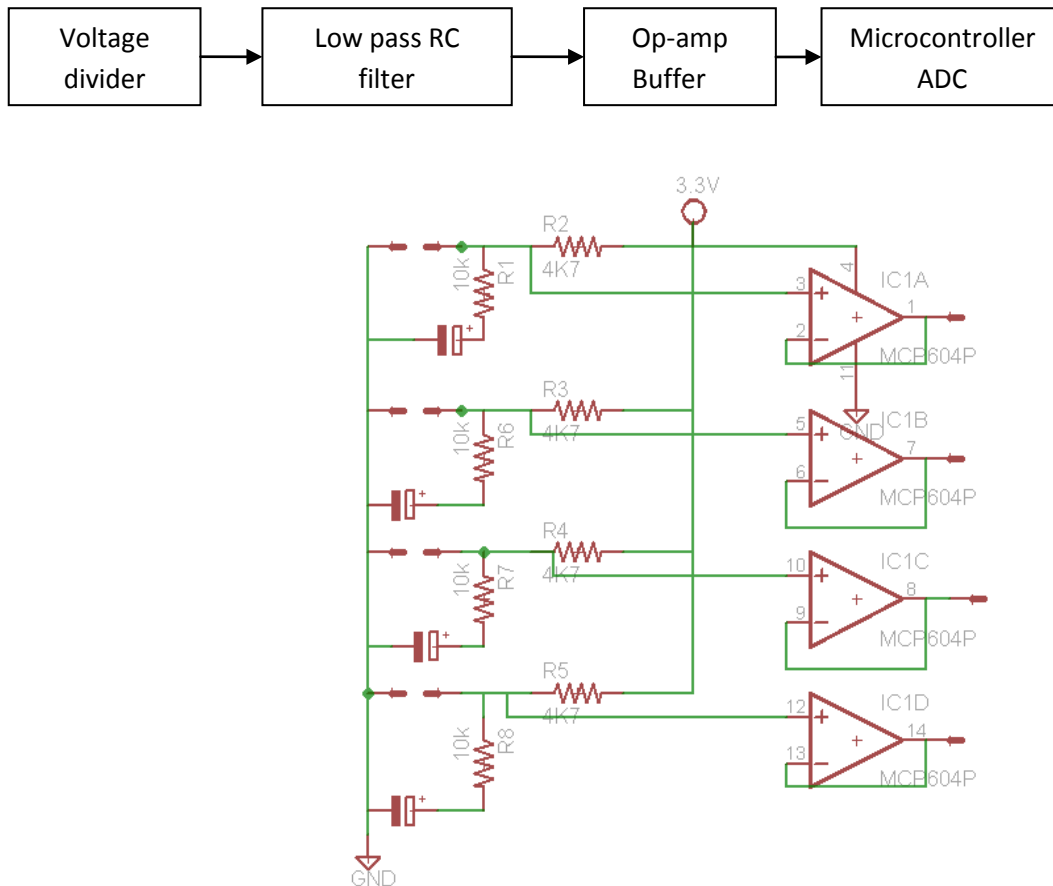 Voltage divider
Low pass RC filter
Op-amp Buffer
Microcontroller ADC
3.3V
R2
4K7
10k
R1
+
3
2
4
11
1
+
IC1A
MCP604P
GND
R3
4K7
10k
R6
+
5
6
7
+
IC1B
MCP604P
R4
4K7
10k
R7
+
10
9
8
+
IC1C
MCP604P
R5
4K7
10k
R8
+
12
13
14
+
IC1D
MCP604P
GND